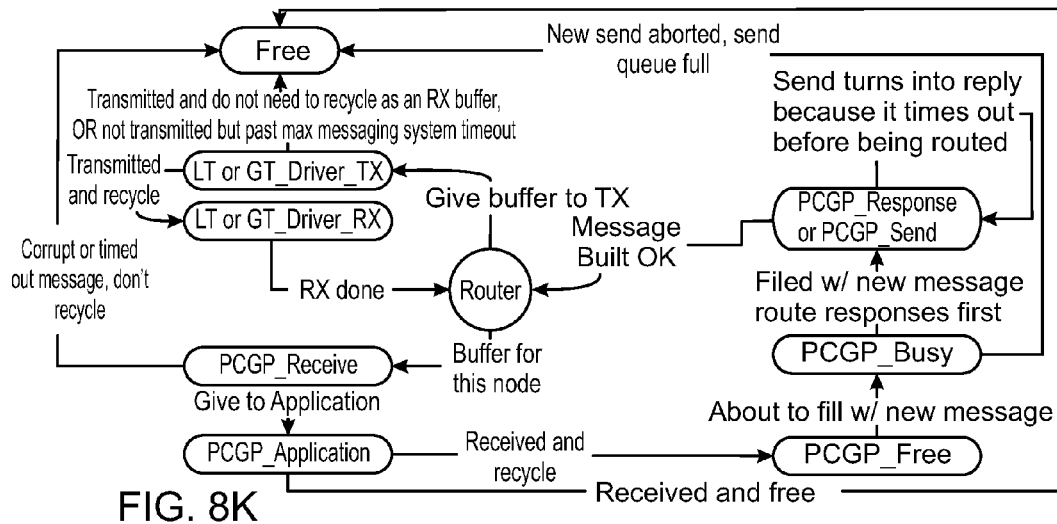 Free
New send aborted, send
queue full
Transmitted and do not need to recycle as an RX buffer,
OR not transmitted but past max messaging system timeout
Send turns into reply
because it times out
before being routed
Transmitted
and recycle
LT or GT_Driver_TX
LT or GT_Driver_RX
Give buffer to TX
Message
Built OK
PCGP_Response
or PCGP_Send
Corrupt or timed
out message, don't
recycle
RX done
Router
Filed w/ new message
route responses first
PCGP_Receive
Buffer for
this node
PCGP_Busy
Give to Application
About to fill w/ new message
PCGP_Application
Received and
recycle
PCGP_Free
Received and free
FIG. 8K